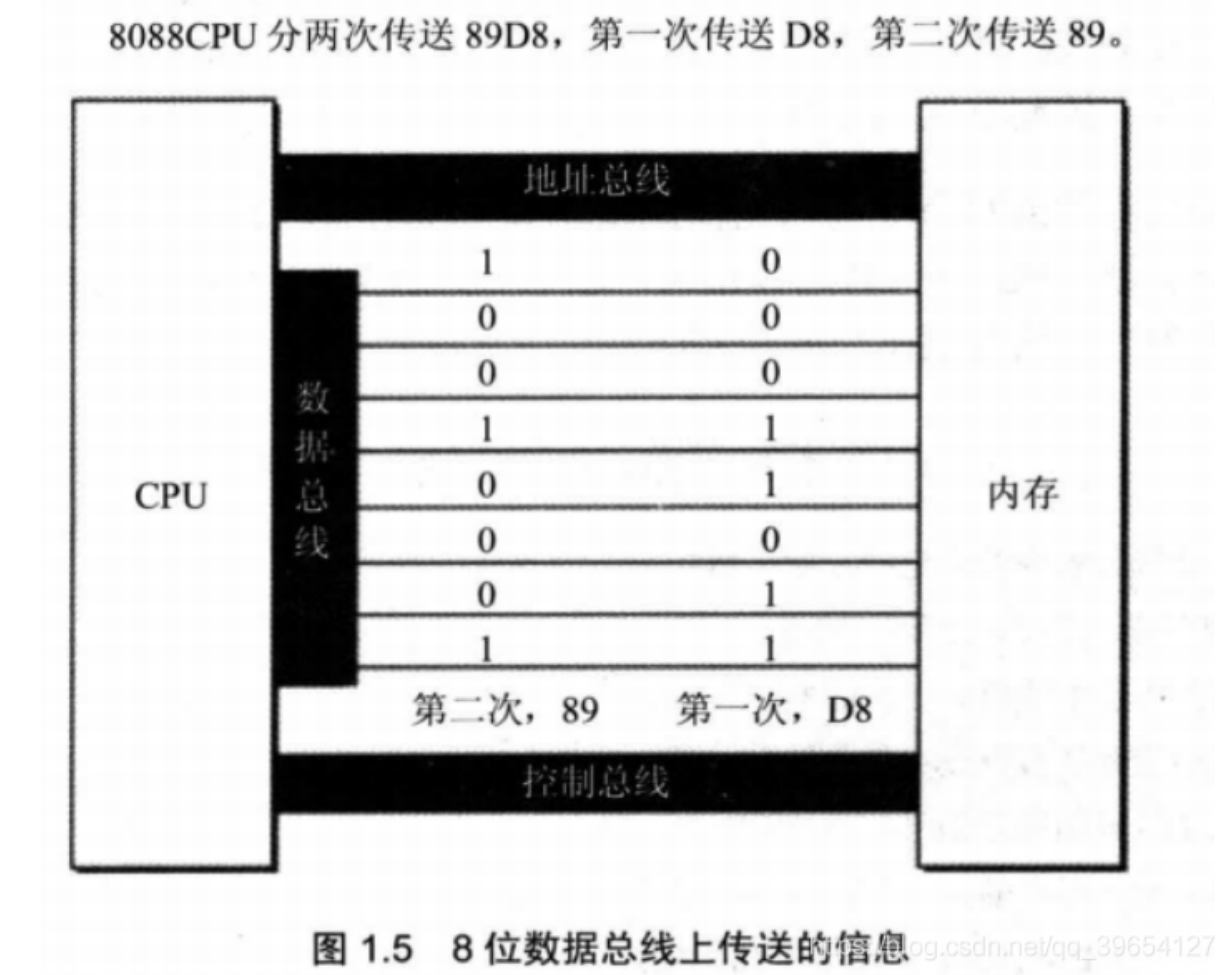 8088CPU 分两次传送 89D8，第一次传送 D8，第二次传送 89。
地址总线
1 0
0 0
0 0
1 1
0 1
0 0
0 1
1 1
数据总线
CPU
内存
第二次，89 第一次，D8
控制总线
图 1.5 8 位数据总线上传送的信息
og.csdn.net/qq_39654127